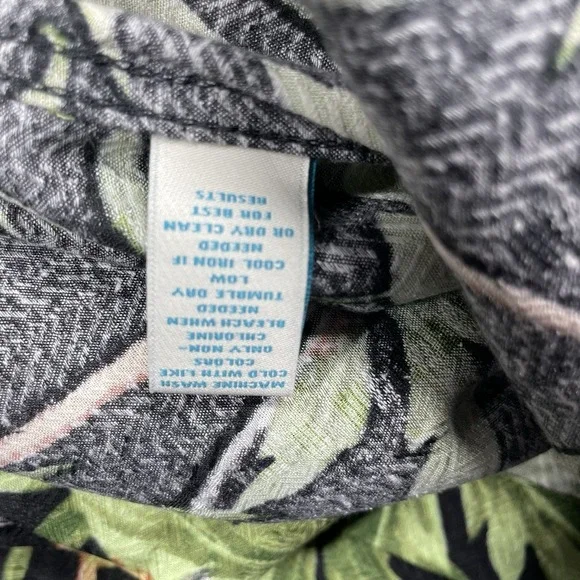 MACHINE WASH
COLD WITH LIKE
COLORS
ONLY NON-
CHLORINE
BLEACH WHEN
NEEDED
TUMBLE DRY
LOW
COOL IRON IF
NEEDED
OR DRY CLEAN
FOR BEST
RESULTS